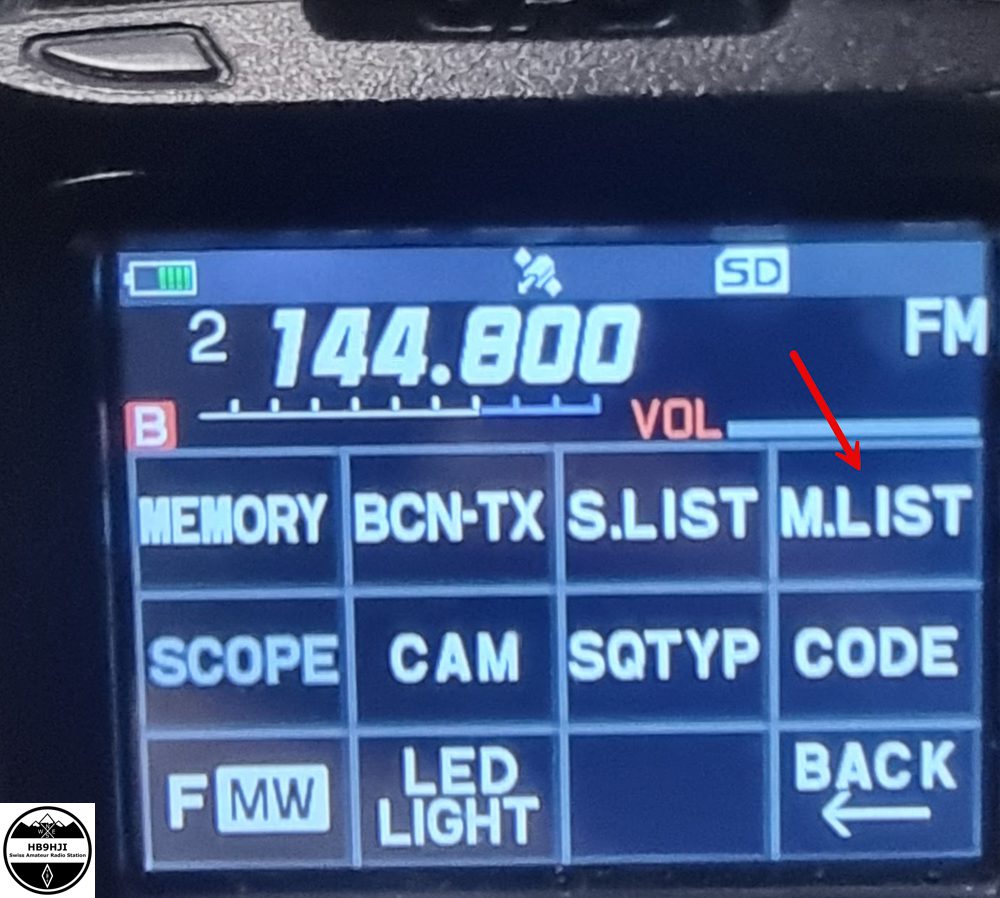 SD
2 144.800 FM
B VOL
MEMORY BCN-TX S.LIST M.LIST
SCOPE CAM SQTYP CODE
F MW LED LIGHT BACK
W E
HB9HJI
Swiss Amateur Radio Station